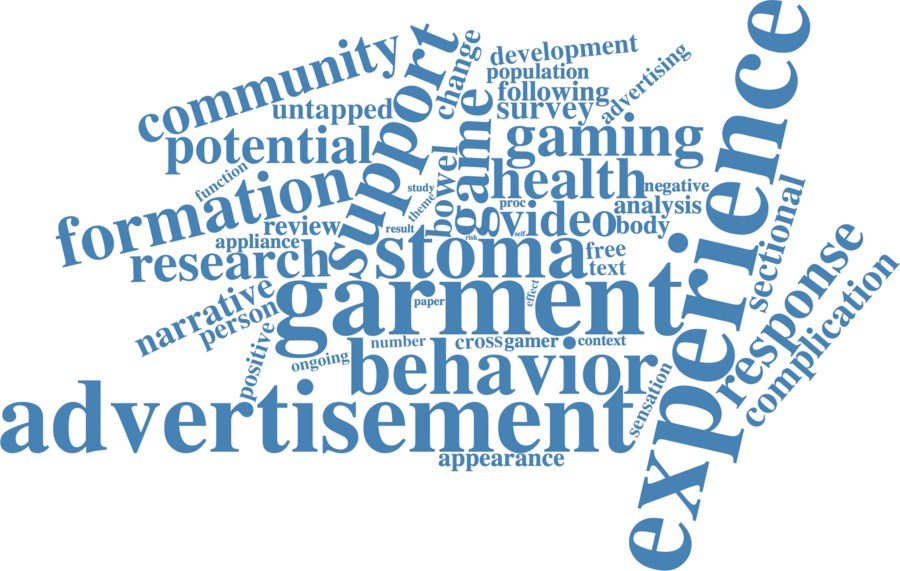 experience
community
support
change
development
population
advertising
untapped
following
survey
potential
game
gaming
function
formation
study
bowel
health
negative
theme
proc
analysis
sectional
review
result
risk
self
video
body
appliance
research
stoma
free
text
response
narrative
person
garment
paper
effect
complication
positive
ongoing
number
crossgamer
context
behavior
sensation
advertisement
appearance